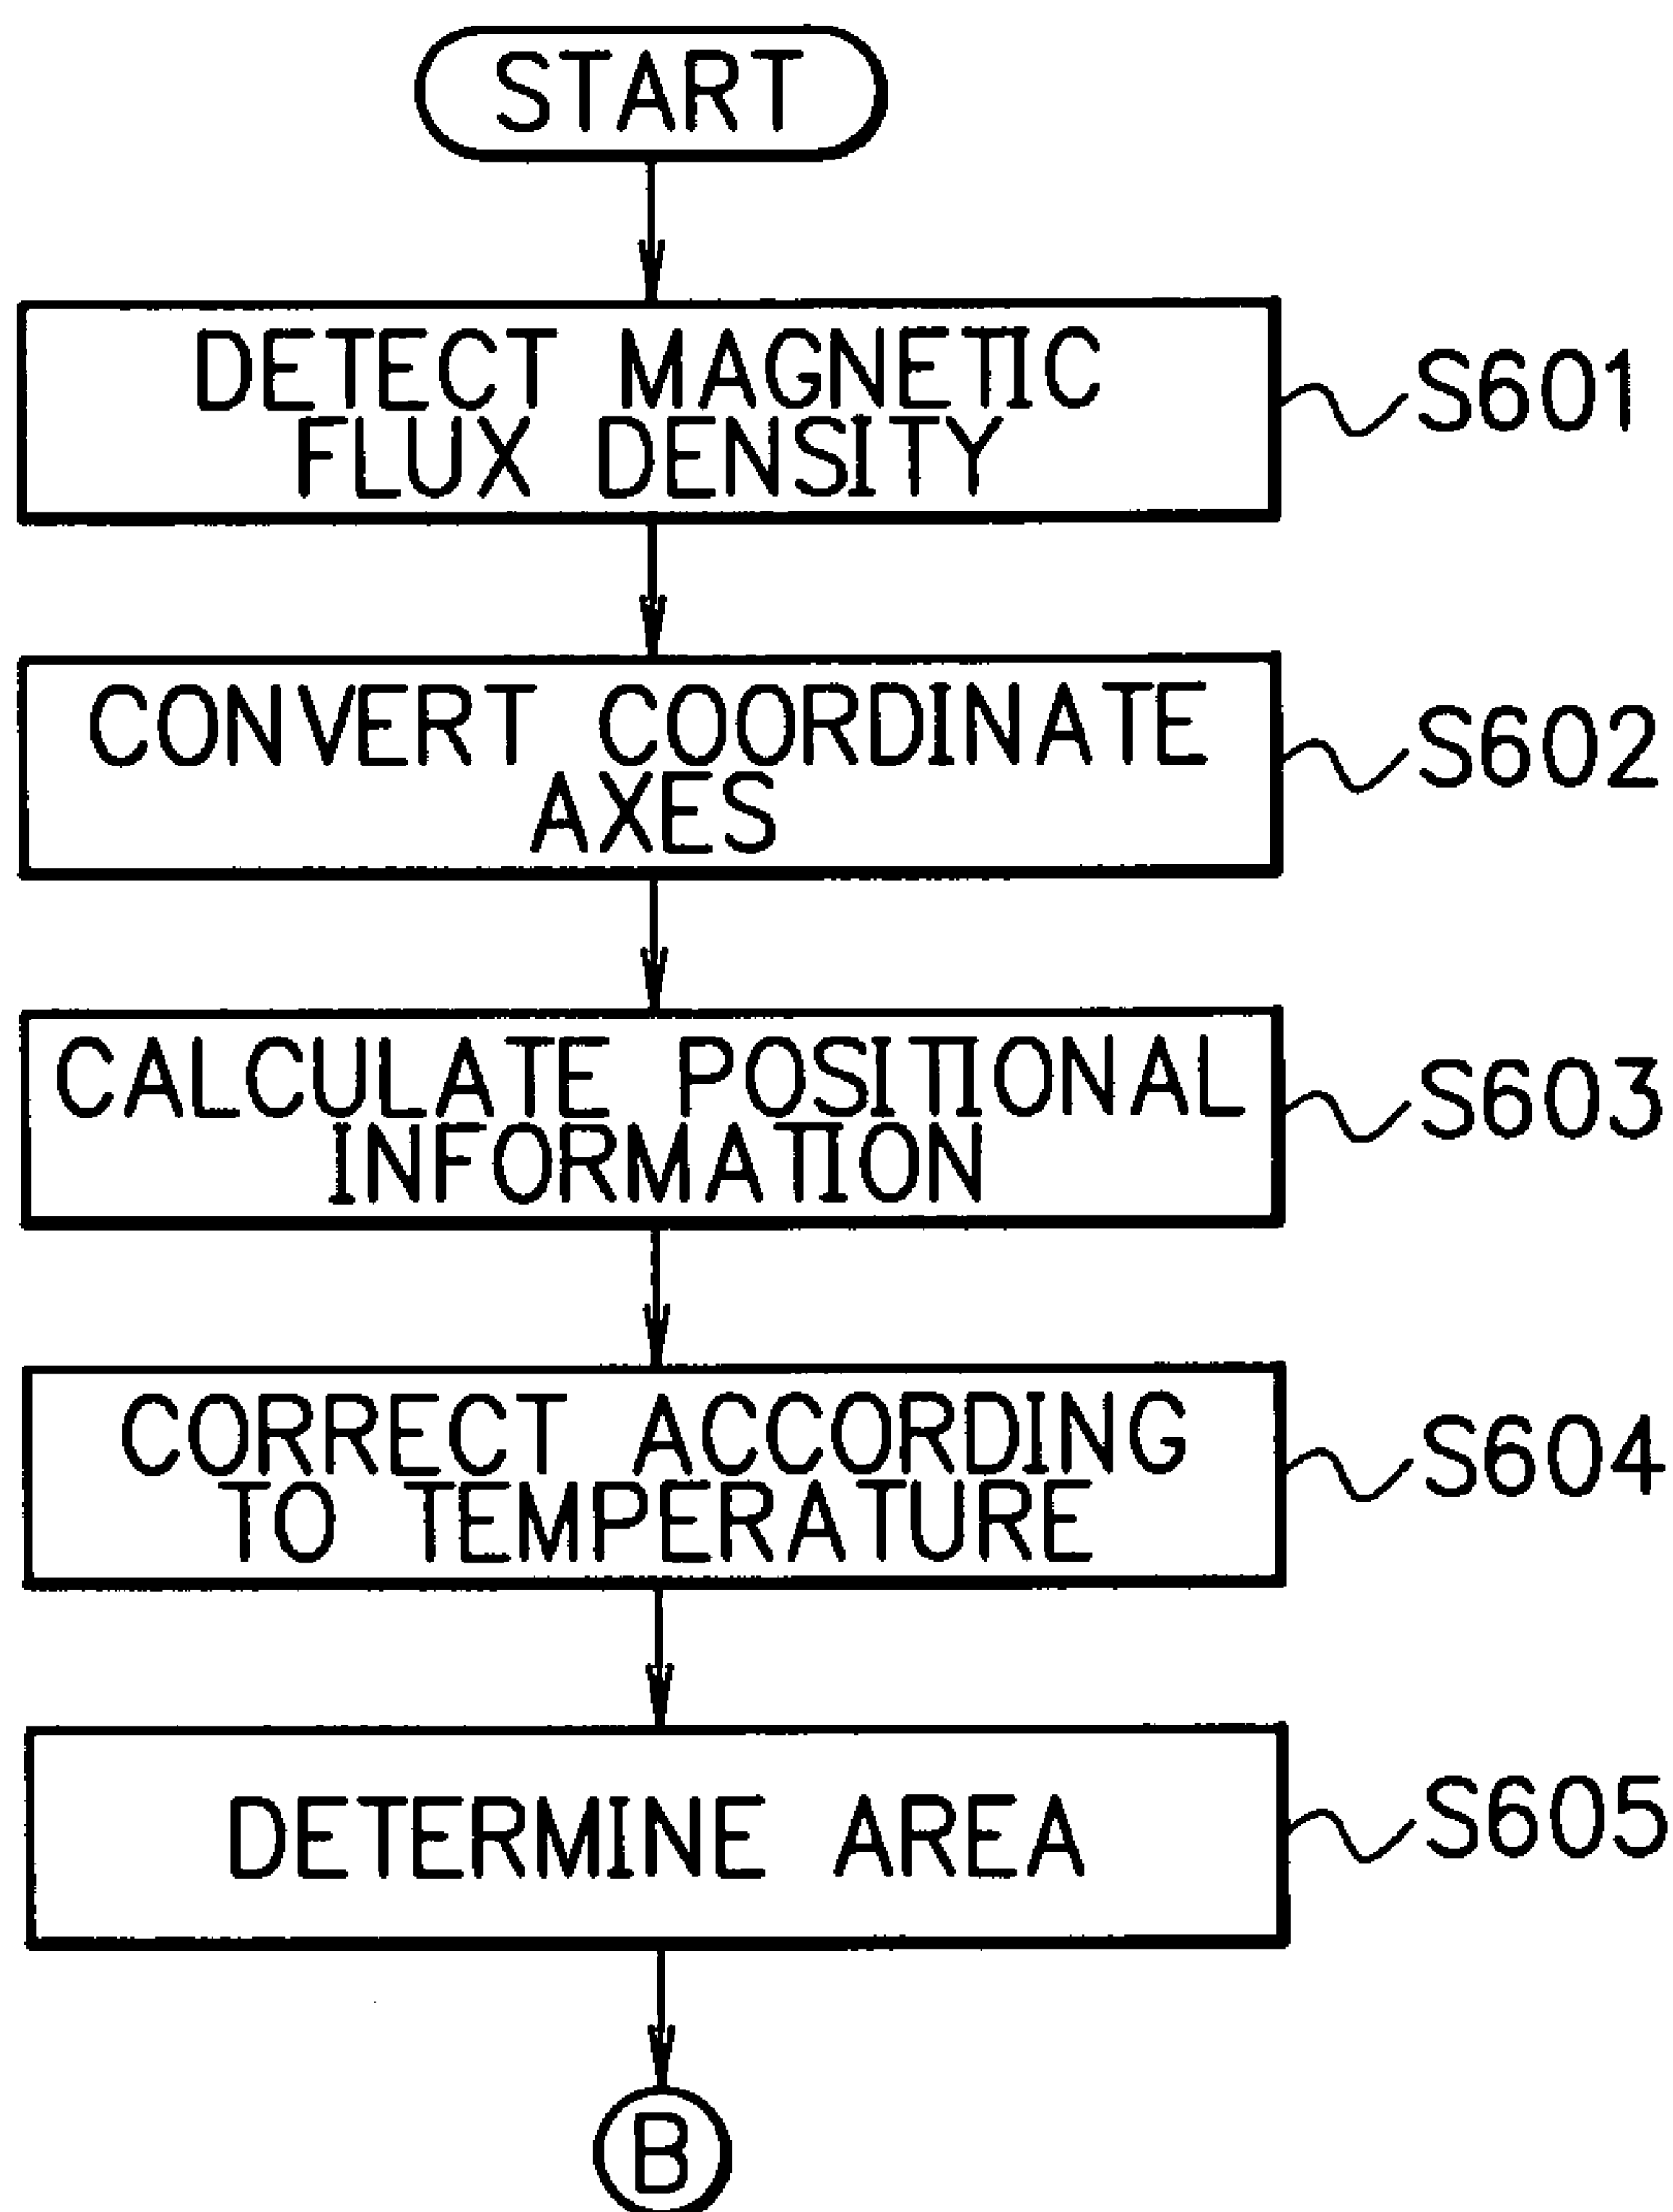 START
DETECT MAGNETIC
FLUX DENSITY
S601
CONVERT COORDINATE
AXES
S602
CALCULATE POSITIONAL
INFORMATION
S603
CORRECT ACCORDING
TO TEMPERATURE
S604
DETERMINE AREA
S605
B